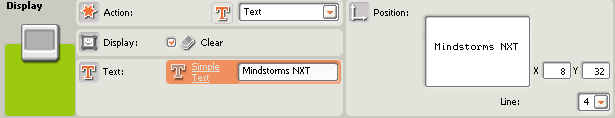 Display
Action: Text
Display: Clear
Text: Simple Text Mindstorms NXT
Position:
Mindstorms NXT
X 8 Y 32
Line: 4